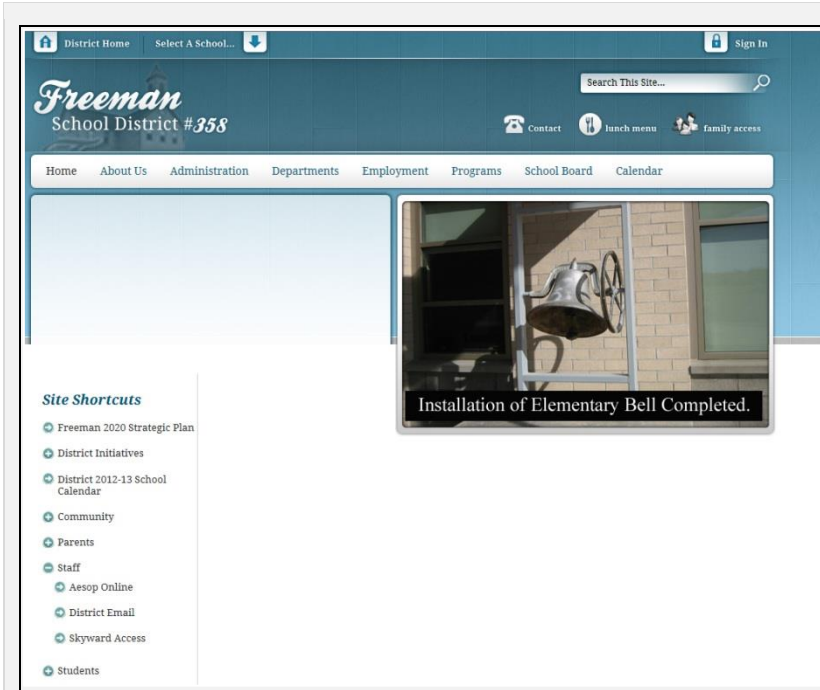 District Home Select A School... Sign In
Freeman
School District #358
Search This Site...
Contact lunch menu family access
Home About Us Administration Departments Employment Programs School Board Calendar
Installation of Elementary Bell Completed.
Site Shortcuts
Freeman 2020 Strategic Plan
District Initiatives
District 2012-13 School
Calendar
Community
Parents
Staff
Aesop Online
District Email
Skyward Access
Students